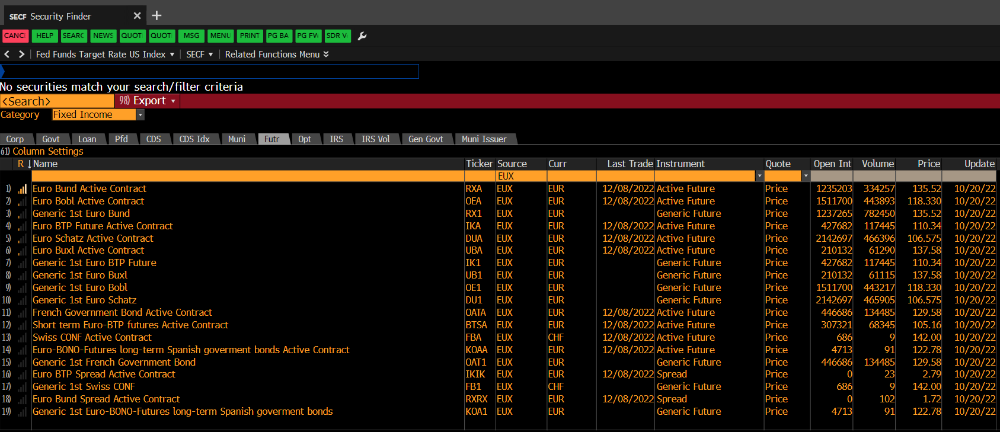 SECF Security Finder
CANC HELP SEARC NEWS QUOT QUOT MSG MENU PRINT PG BA PG FW SDR V
Fed Funds Target Rate US Index SECF Related Functions Menu
No securities match your search/filter criteria
<Search> 98) Export
Category Fixed Income
Corp Govt Loan Pfd CDS CDS Idx Muni Futr Opt IRS IRS Vol Gen Govt Muni Issuer
61) Column Settings
R ↓ Name Ticker Source Curr Last Trade Instrument Quote Open Int Volume Price Update
EUX
1) Euro Bund Active Contract RXA EUX EUR 12/08/2022 Active Future Price 1235203 334257 135.52 10/20/22
2) Euro Bobl Active Contract OEA EUX EUR 12/08/2022 Active Future Price 1511700 443893 118.330 10/20/22
3) Generic 1st Euro Bund RX1 EUX EUR Generic Future Price 1237265 782450 135.52 10/20/22
4) Euro BTP Future Active Contract IKA EUX EUR 12/08/2022 Active Future Price 427682 117445 110.34 10/20/22
5) Euro Schatz Active Contract DUA EUX EUR 12/08/2022 Active Future Price 2142697 466396 106.575 10/20/22
6) Euro Buxl Active Contract UBA EUX EUR 12/08/2022 Active Future Price 210132 61290 137.58 10/20/22
7) Generic 1st Euro BTP Future IK1 EUX EUR Generic Future Price 427682 117445 110.34 10/20/22
8) Generic 1st Euro Buxl UB1 EUX EUR Generic Future Price 210132 61115 137.58 10/20/22
9) Generic 1st Euro Bobl OE1 EUX EUR Generic Future Price 1511700 443217 118.330 10/20/22
10) Generic 1st Euro Schatz DU1 EUX EUR Generic Future Price 2142697 465905 106.575 10/20/22
11) French Government Bond Active Contract OATA EUX EUR 12/08/2022 Active Future Price 446686 134485 129.58 10/20/22
12) Short term Euro-BTP futures Active Contract BTSA EUX EUR 12/08/2022 Active Future Price 307321 68345 105.16 10/20/22
13) Swiss CONF Active Contract FBA EUX CHF 12/08/2022 Active Future Price 686 9 142.00 10/20/22
14) Euro-BONO-Futures long-term Spanish goverment bonds Active Contract KOAA EUX EUR 12/08/2022 Active Future Price 4713 91 122.78 10/20/22
15) Generic 1st French Government Bond OAT1 EUX EUR Generic Future Price 446686 134485 129.58 10/20/22
16) Euro BTP Spread Active Contract IKIK EUX EUR 12/08/2022 Spread Price 0 23 2.79 10/20/22
17) Generic 1st Swiss CONF FB1 EUX CHF Generic Future Price 686 9 142.00 10/20/22
18) Euro Bund Spread Active Contract RXRX EUX EUR 12/08/2022 Spread Price 0 102 1.72 10/20/22
19) Generic 1st Euro-BONO-Futures long-term Spanish goverment bonds KOA1 EUX EUR Generic Future Price 4713 91 122.78 10/20/22